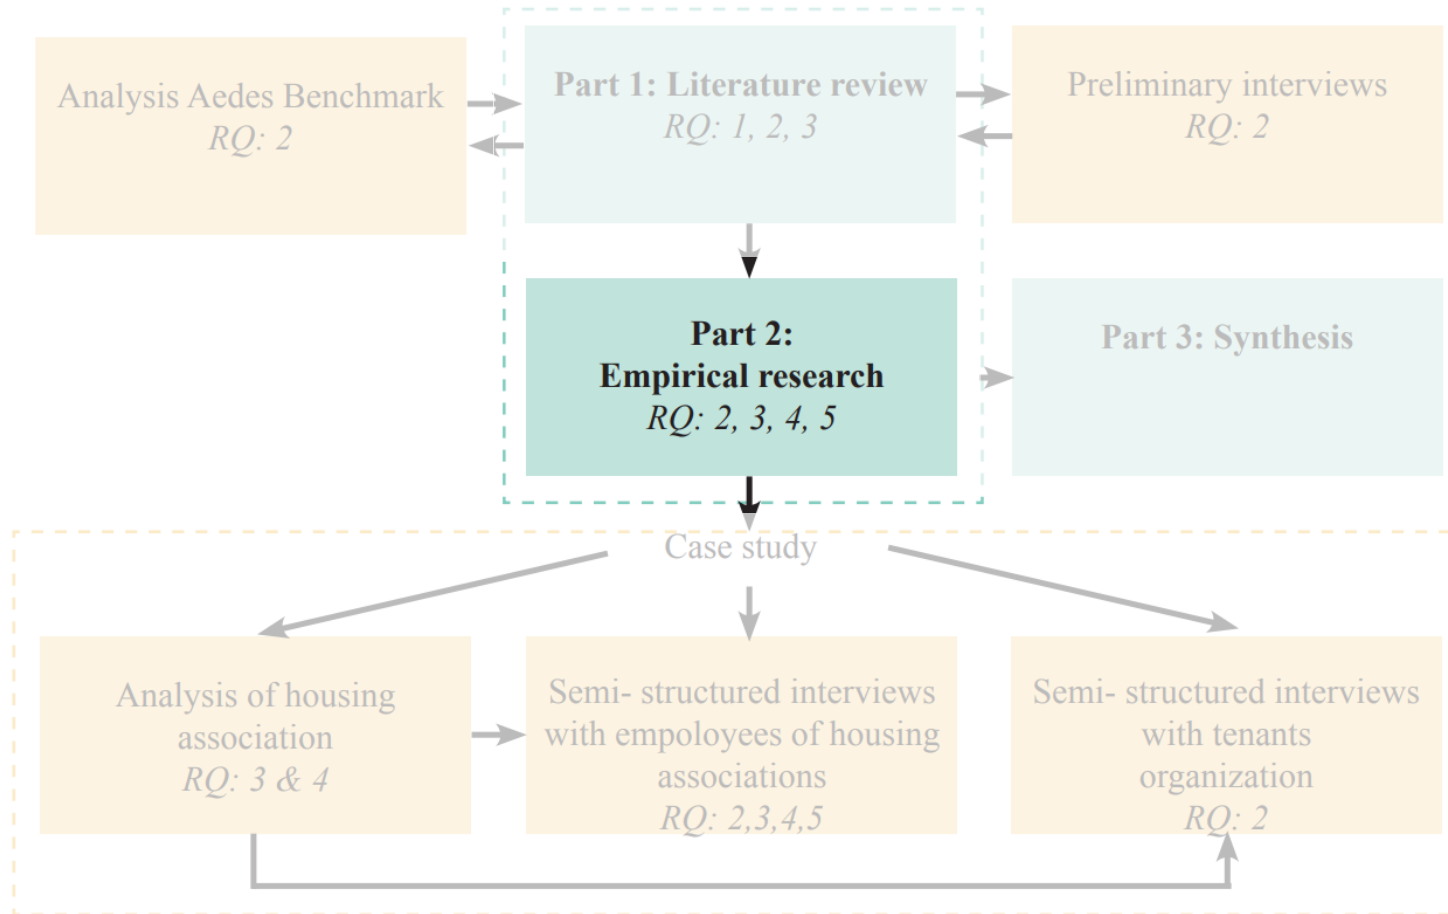 Analysis Aedes Benchmark
RQ: 2
Part 1: Literature review
RQ: 1, 2, 3
Preliminary interviews
RQ: 2
Part 2:
Empirical research
RQ: 2, 3, 4, 5
Part 3: Synthesis
Case study
Analysis of housing
association
RQ: 3 & 4
Semi- structured interviews
with empoloyees of housing
associations
RQ: 2,3,4,5
Semi- structured interviews
with tenants
organization
RQ: 2